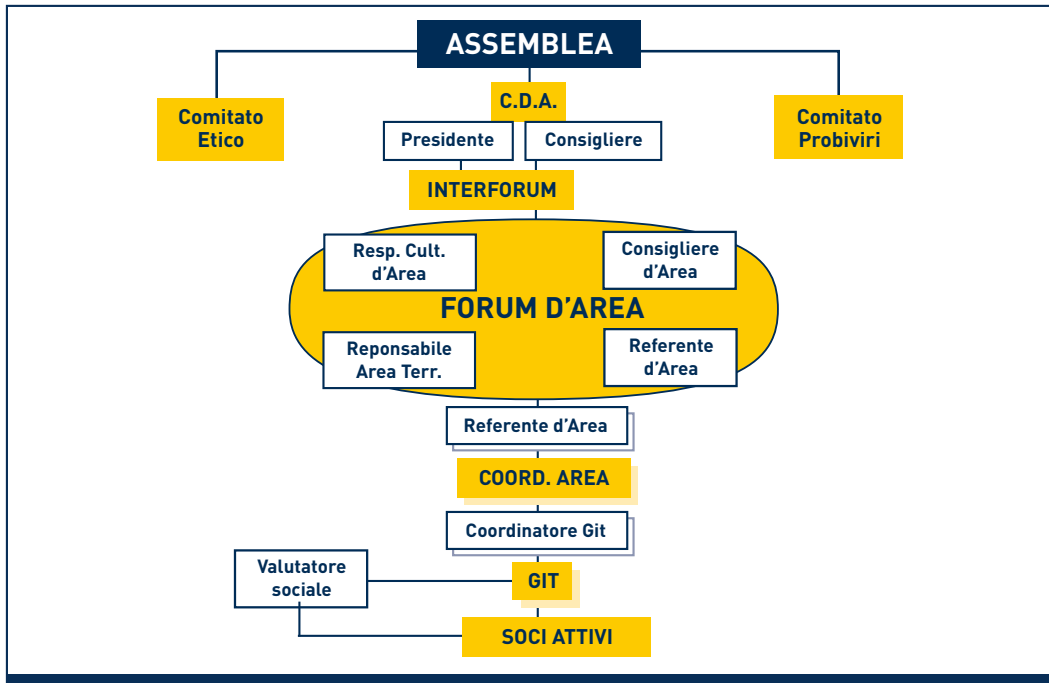 ASSEMBLEA
C.D.A.
Comitato
Etico
Comitato
Probiviri
Presidente
Consigliere
INTERFORUM
Resp. Cult.
d’Area
Consigliere
d’Area
FORUM D’AREA
Reponsabile
Area Terr.
Referente
d’Area
Referente d’Area
COORD. AREA
Coordinatore Git
Valutatore
sociale
GIT
SOCI ATTIVI